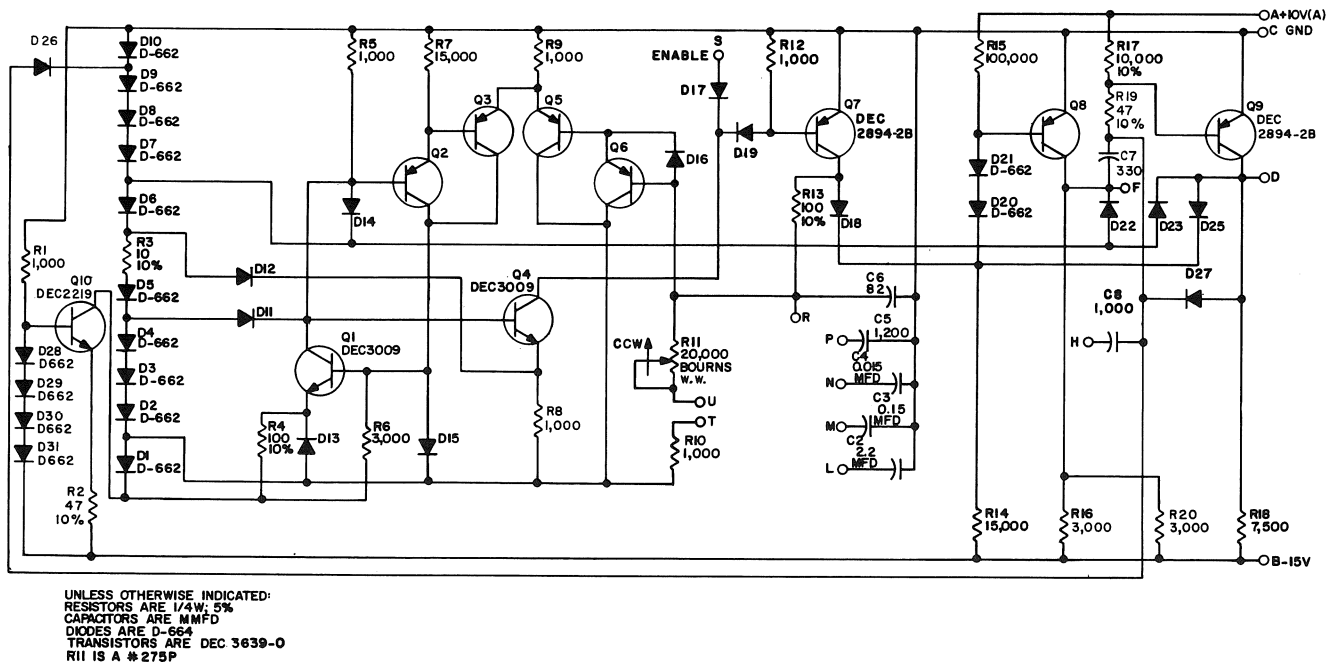 A+10V(A)
C GND
D26
D10
D-662
D9
D-662
D8
D-662
D7
D-662
D6
D-662
R3
10
10%
D5
D-662
D4
D-662
D3
D-662
D2
D-662
D1
D-662
R1
1,000
Q10
DEC2219
D28
D662
D29
D662
D30
D662
D31
D662
R2
47
10%
R5
1,000
R7
15,000
R9
1,000
Q3
Q5
Q2
Q6
D14
D16
D12
D11
Q4
DEC3009
Q1
DEC3009
R4
100
10%
D13
R6
3,000
D15
R8
1,000
S
ENABLE
D17
D19
R12
1,000
Q7
DEC
2894-2B
R13
100
10%
D18
R
CCW
R11
20,000
BOURNS
W.W.
U
T
R10
1,000
C6
82
P
C5
1,200
N
C4
0.015
MFD
M
C3
0.15
MFD
L
C2
2.2
MFD
R15
100,000
D21
D-662
D20
D-662
Q8
R17
10,000
10%
R19
47
10%
C7
330
F
Q9
DEC
2894-2B
D
D22
D23
D25
D27
C8
1,000
H
R14
15,000
R16
3,000
R20
3,000
R18
7,500
B-15V
UNLESS OTHERWISE INDICATED:
RESISTORS ARE 1/4W; 5%
CAPACITORS ARE MMFD
DIODES ARE D-664
TRANSISTORS ARE DEC 3639-0
R11 IS A # 275P